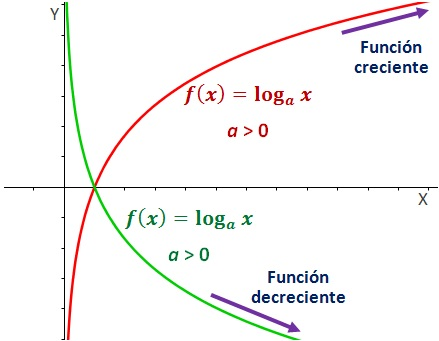 Y
Función
creciente
f(x) = logₐ x
a > 0
X
f(x) = logₐ x
a > 0
Función
decreciente